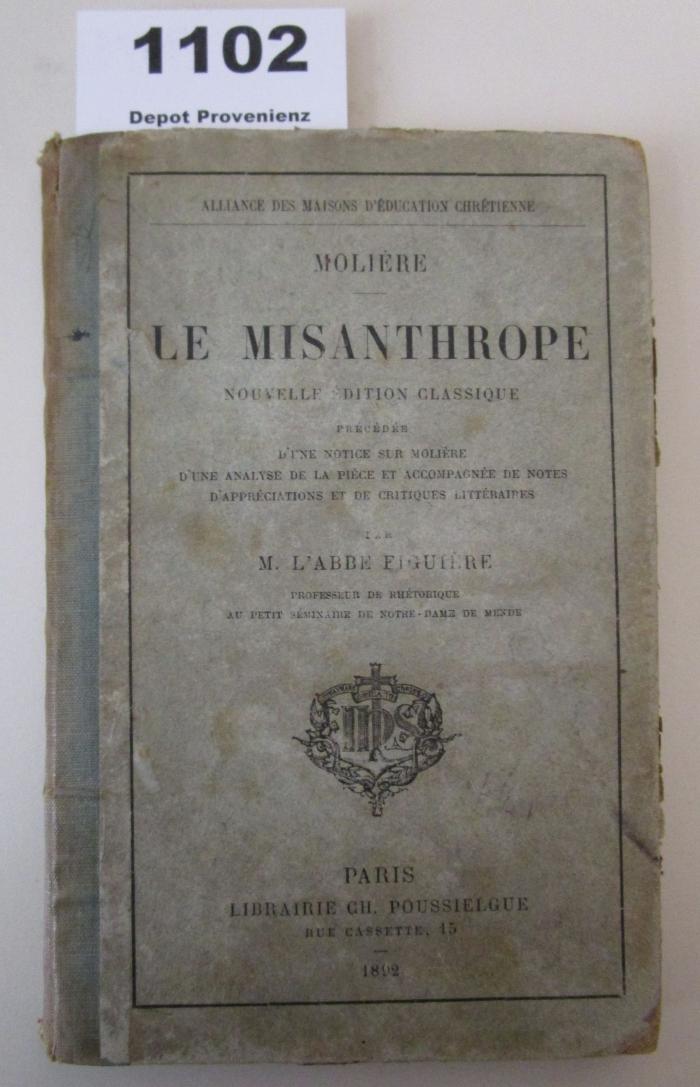 1102
Depot Provenienz
ALLIANCE DES MAISONS D'ÉDUCATION CHRÉTIENNE
MOLIÈRE
LE MISANTHROPE
NOUVELLE ÉDITION CLASSIQUE
PRÉCÉDÉE
D'UNE NOTICE SUR MOLIÈRE
D'UNE ANALYSE DE LA PIÈCE ET ACCOMPAGNÉE DE NOTES
D'APPRÉCIATIONS ET DE CRITIQUES LITTÉRAIRES
PAR
M. L'ABBÉ FIGUIÈRE
PROFESSEUR DE RHÉTORIQUE
AU PETIT SÉMINAIRE DE NOTRE-DAME DE MENDE
PARIS
LIBRAIRIE CH. POUSSIELGUE
RUE CASSETTE, 15
1892